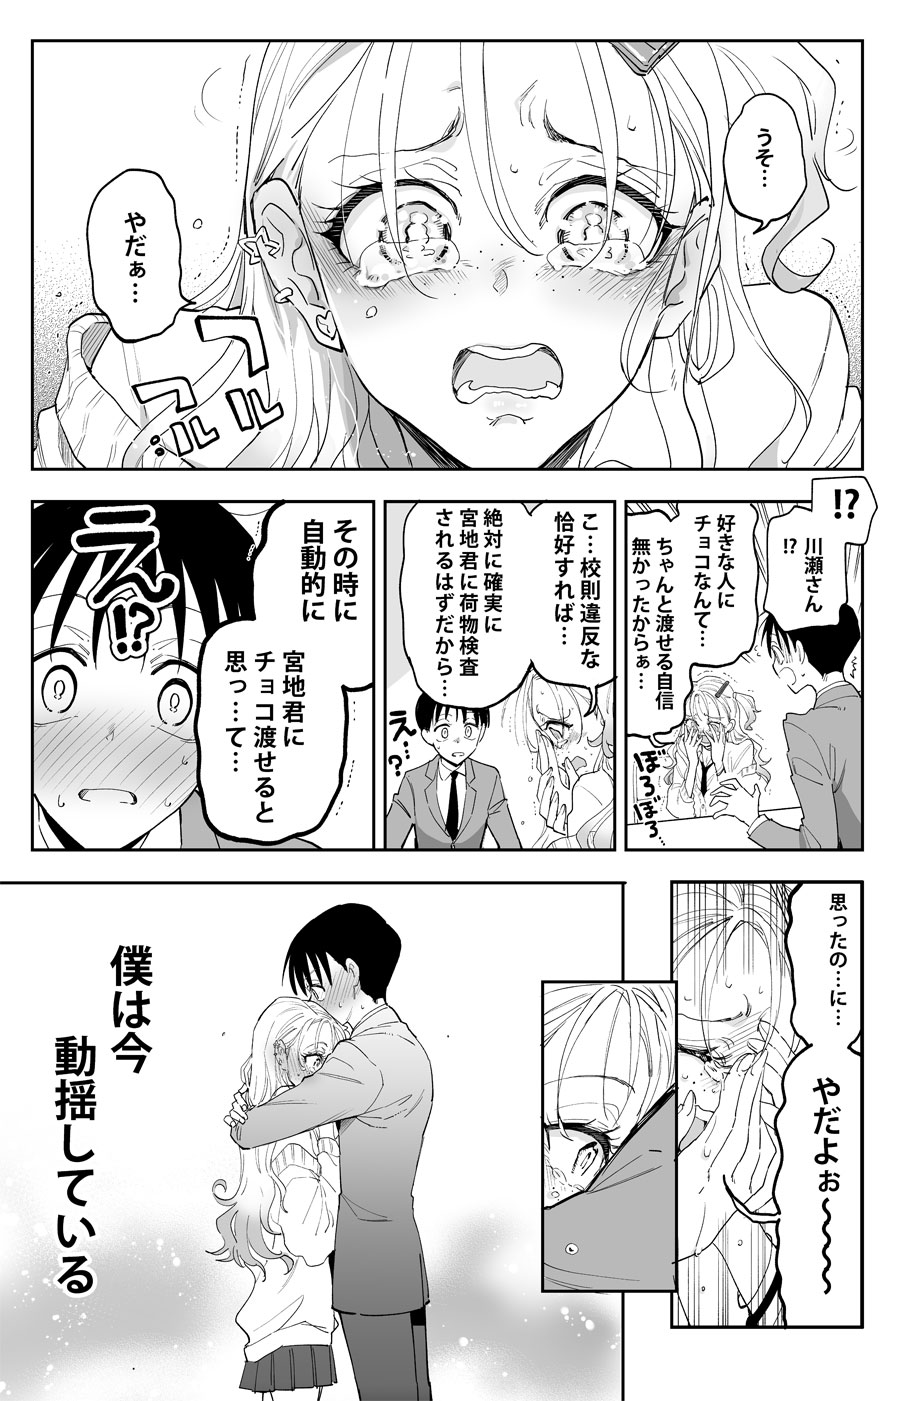 うそ…
やだぁ…
フルフル…
!?
川瀬さん
!?
好きな人に
チョコなんて…
ちゃんと渡せる自信
無かったからぁ…
ぼろぼろ…
こ…校則違反な
恰好すれば…
絶対に確実に
宮地君に荷物検査
されるはずだから…
え…?
その時に
自動的に
宮地君に
チョコ渡せると
思っ…て…
えっ!?
思ったの…に…
やだよぉ〜〜〜〜
僕は今
動揺している